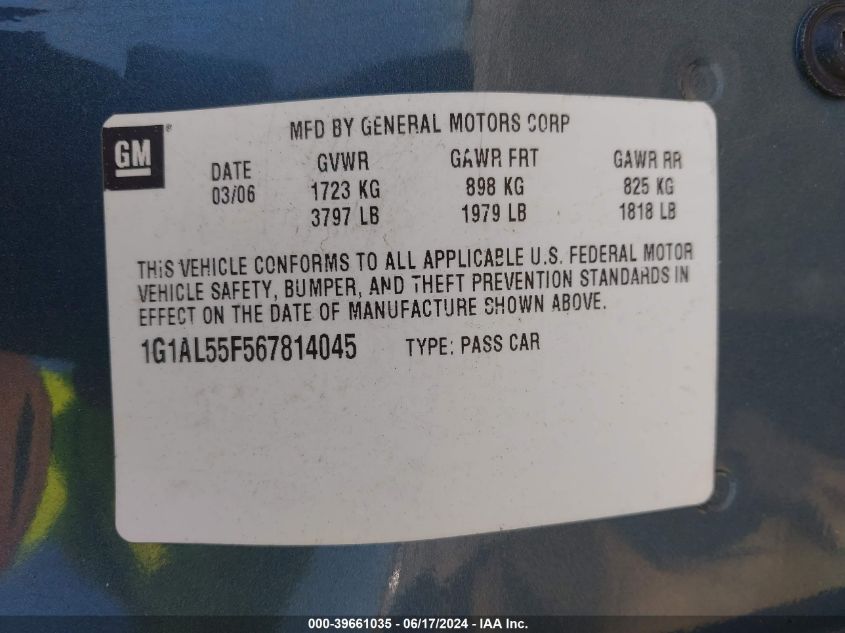 MFD BY GENERAL MOTORS CORP
GM®
DATE GVWR GAWR FRT GAWR RR
03/06 1723 KG 898 KG 825 KG
3797 LB 1979 LB 1818 LB
THIS VEHICLE CONFORMS TO ALL APPLICABLE U.S. FEDERAL MOTOR
VEHICLE SAFETY, BUMPER, AND THEFT PREVENTION STANDARDS IN
EFFECT ON THE DATE OF MANUFACTURE SHOWN ABOVE.
1G1AL55F567814045 TYPE: PASS CAR
000-39661035 - 06/17/2024 - IAA Inc.